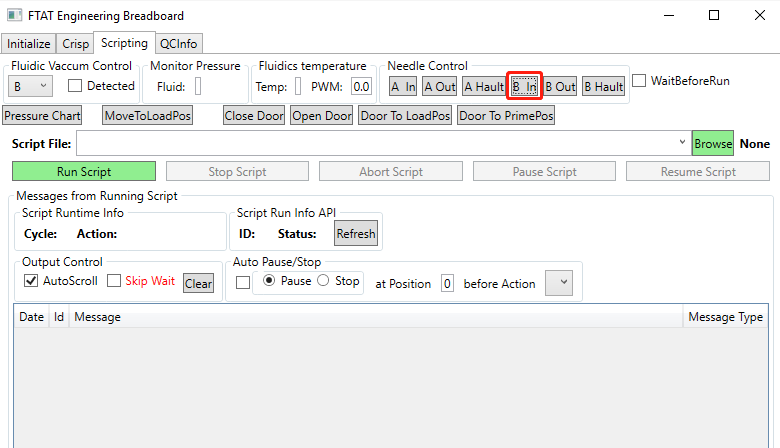 FTAT Engineering Breadboard
Initialize Crisp Scripting QCInfo
Fluidic Vaccum Control Monitor Pressure Fluidics temperature Needle Control
B Detected Fluid: Temp: PWM: 0.0 A In A Out A Hault B In B Out B Hault WaitBeforeRun
Pressure Chart MoveToLoadPos Close Door Open Door Door To LoadPos Door To PrimePos
Script File: Browse None
Run Script Stop Script Abort Script Pause Script Resume Script
Messages from Running Script
Script Runtime Info Script Run Info API
Cycle: Action: ID: Status: Refresh
Output Control Auto Pause/Stop
AutoScroll Skip Wait Clear Pause Stop at Position 0 before Action
Date Id Message Message Type